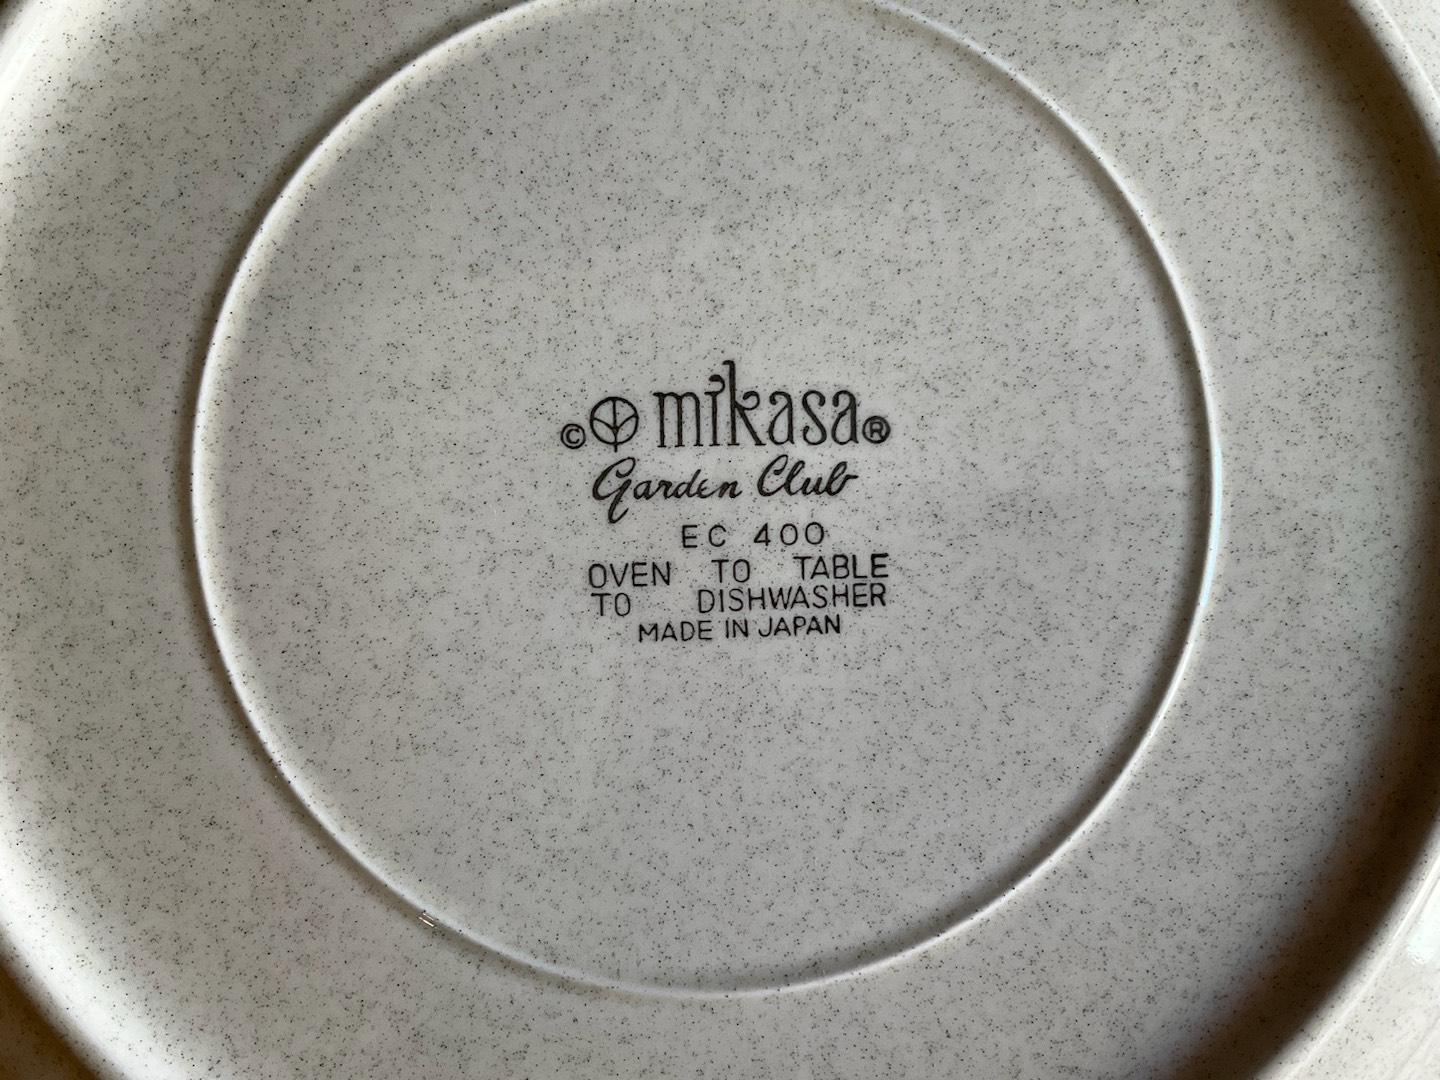 © mikasa®
Garden Club
EC 400
OVEN TO TABLE
TO DISHWASHER
MADE IN JAPAN